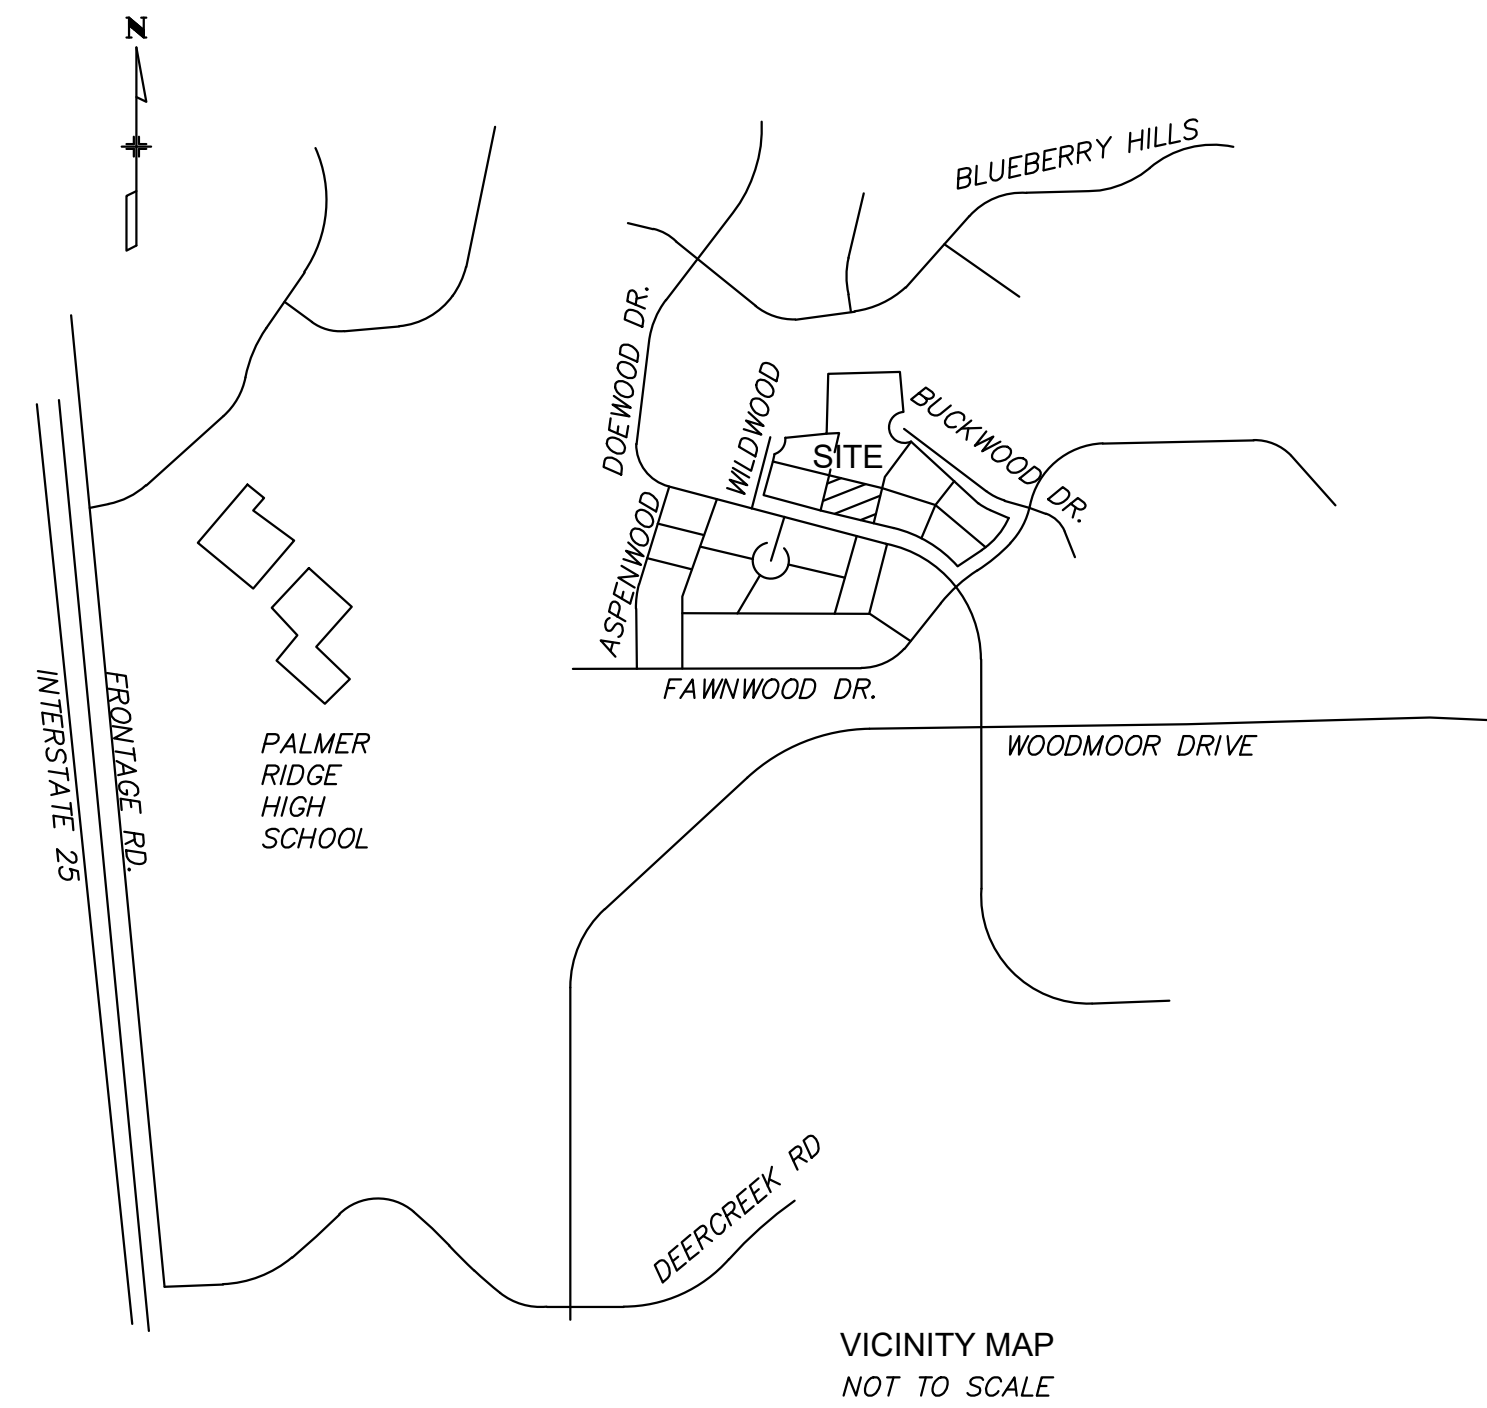 N
BLUEBERRY HILLS
DOEWOOD DR.
WILDWOOD
BUCKWOOD DR.
SITE
ASPENWOOD
FAWNWOOD DR.
INTERSTATE 25
FRONTAGE RD.
PALMER
RIDGE
HIGH
SCHOOL
WOODMOOR DRIVE
DEERCREEK RD
VICINITY MAP
NOT TO SCALE